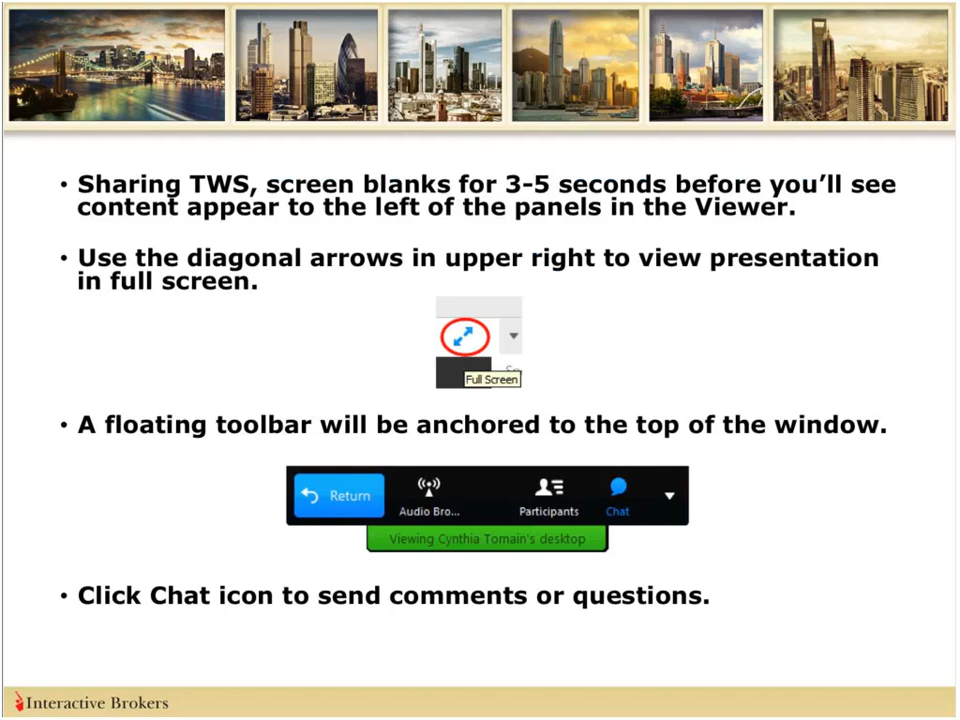 • Sharing TWS, screen blanks for 3-5 seconds before you’ll see
content appear to the left of the panels in the Viewer.
• Use the diagonal arrows in upper right to view presentation
in full screen.
Full Screen
• A floating toolbar will be anchored to the top of the window.
Return
Audio Bro...
Participants
Chat
Viewing Cynthia Tomain's desktop
• Click Chat icon to send comments or questions.
Interactive Brokers